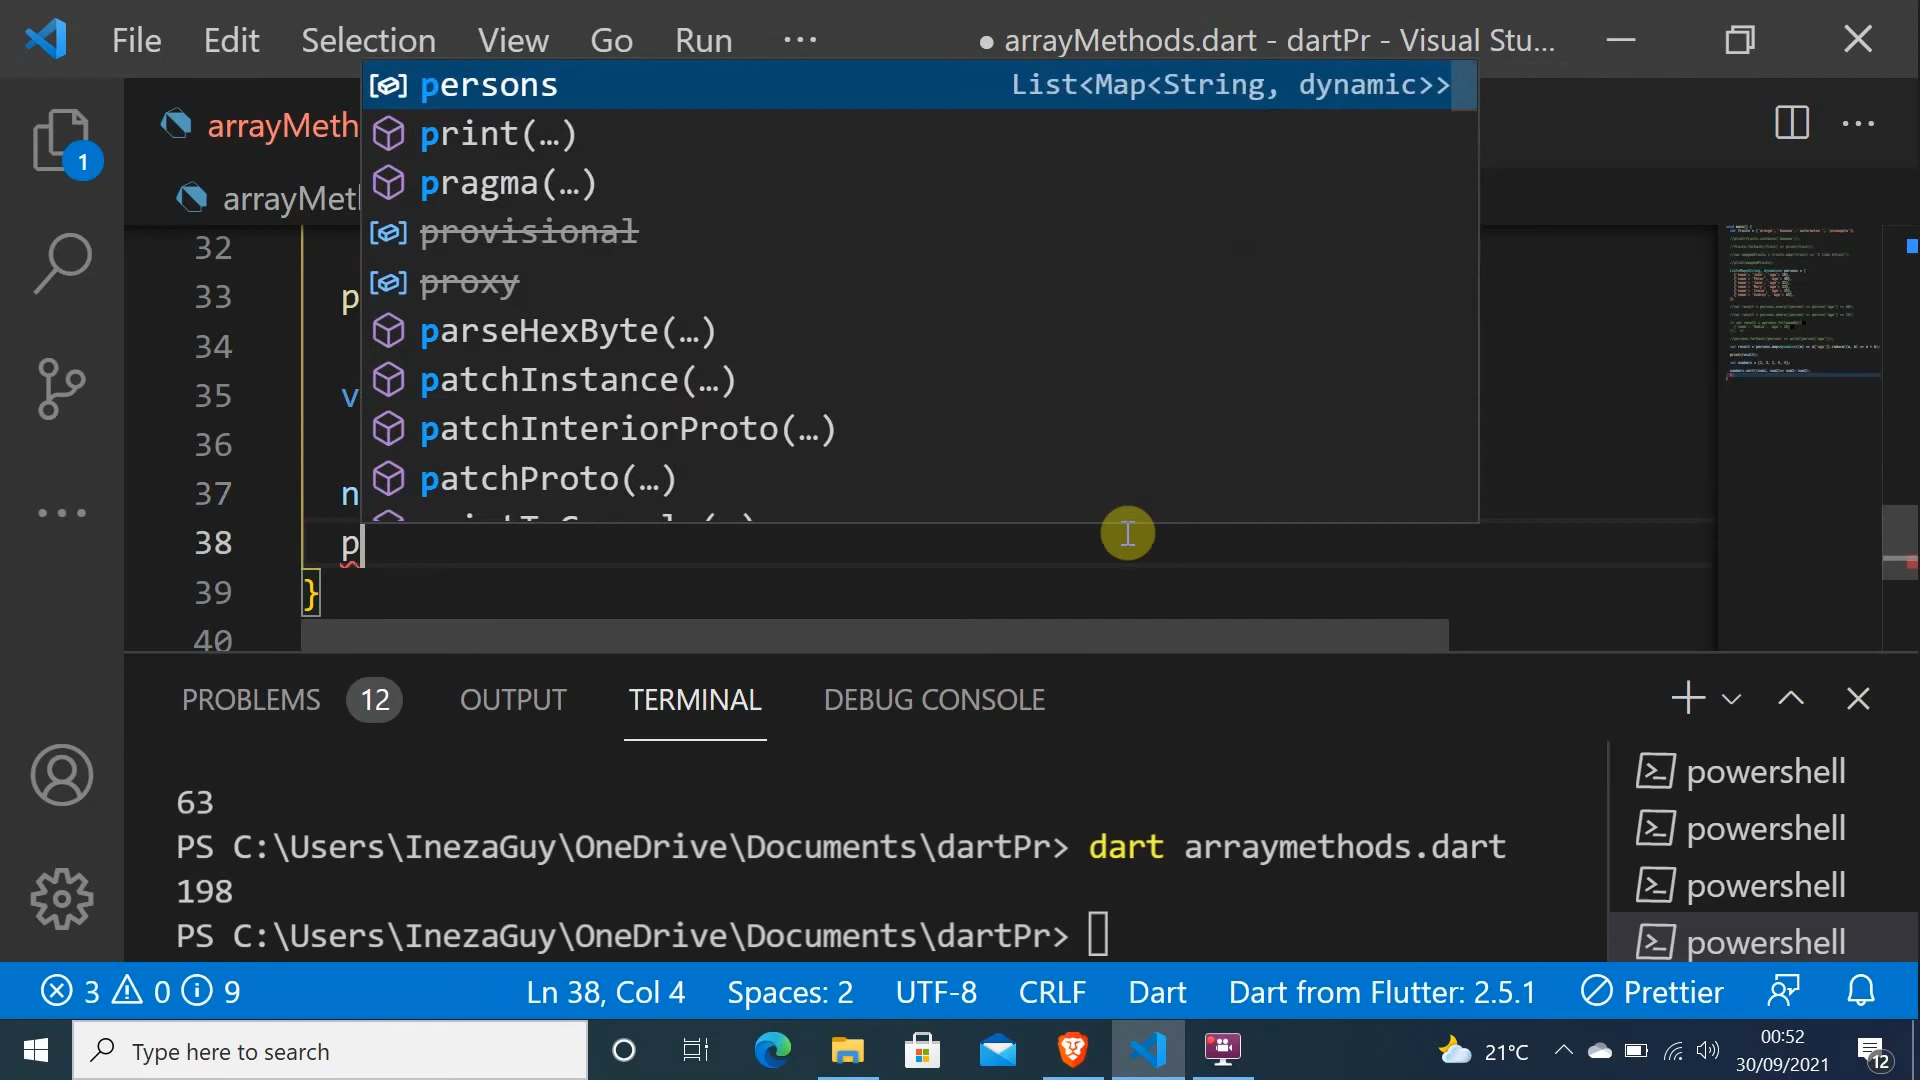 File Edit Selection View Go Run ... ● arrayMethods.dart - dartPr - Visual Stu...
1
arrayMeth
arrayMeth
persons List<Map<String, dynamic>>
print(…)
pragma(…)
provisional
proxy
parseHexByte(…)
patchInstance(…)
patchInteriorProto(…)
patchProto(…)
32
33 p
34
35 v
36
37 n
38 p
39 }
40
PROBLEMS 12 OUTPUT TERMINAL DEBUG CONSOLE
63
PS C:\Users\InezaGuy\OneDrive\Documents\dartPr> dart arraymethods.dart
198
PS C:\Users\InezaGuy\OneDrive\Documents\dartPr>
powershell
powershell
powershell
powershell
3 0 9 Ln 38, Col 4 Spaces: 2 UTF-8 CRLF Dart Dart from Flutter: 2.5.1 Prettier
Type here to search
21°C
00:52
30/09/2021
12